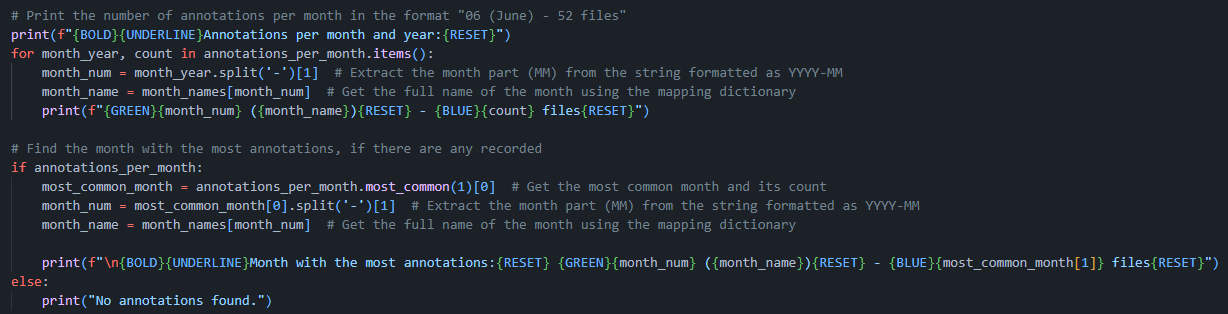 # Print the number of annotations per month in the format "06 (June) - 52 files"
print(f"{BOLD}{UNDERLINE}Annotations per month and year:{RESET}")
for month_year, count in annotations_per_month.items():
    month_num = month_year.split('-')[1]  # Extract the month part (MM) from the string formatted as YYYY-MM
    month_name = month_names[month_num]  # Get the full name of the month using the mapping dictionary
    print(f"{GREEN}{month_num} ({month_name}){RESET} - {BLUE}{count} files{RESET}")

# Find the month with the most annotations, if there are any recorded
if annotations_per_month:
    most_common_month = annotations_per_month.most_common(1)[0]  # Get the most common month and its count
    month_num = most_common_month[0].split('-')[1]  # Extract the month part (MM) from the string formatted as YYYY-MM
    month_name = month_names[month_num]  # Get the full name of the month using the mapping dictionary

    print(f"\n{BOLD}{UNDERLINE}Month with the most annotations:{RESET} {GREEN}{month_num} ({month_name}){RESET} - {BLUE}{most_common_month[1]} files{RESET}")
else:
    print("No annotations found.")